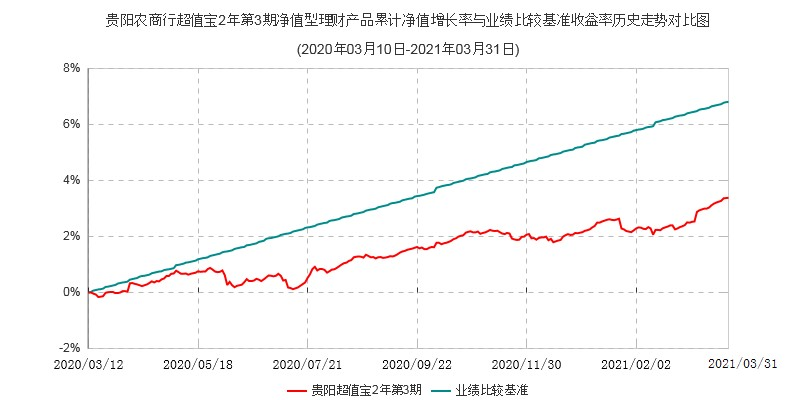 贵阳农商行超值宝2年第3期净值型理财产品累计净值增长率与业绩比较基准收益率历史走势对比图
(2020年03月10日-2021年03月31日)
8%
6%
4%
2%
0%
-2%
2020/03/12 2020/05/18 2020/07/21 2020/09/22 2020/11/30 2021/02/02 2021/03/31
贵阳超值宝2年第3期 业绩比较基准